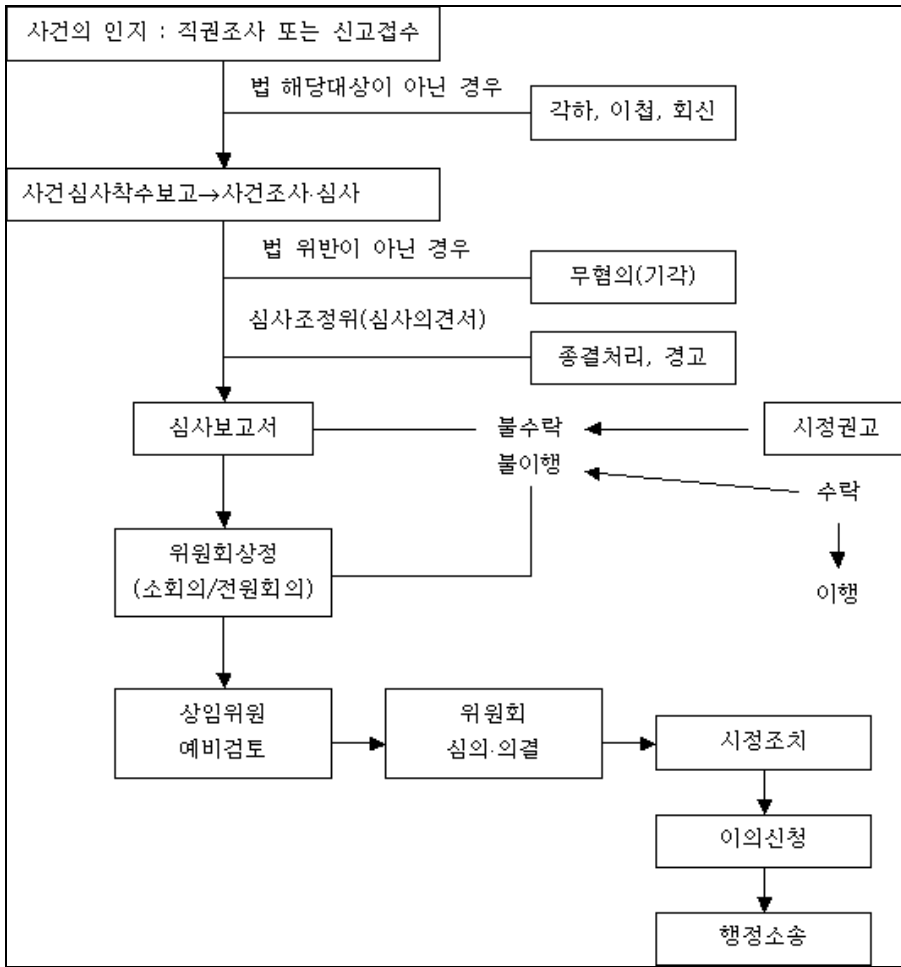 사건의 인지 : 직권조사 또는 신고접수
법 해당대상이 아닌 경우
각하, 이첩, 회신
사건심사착수보고→사건조사·심사
법 위반이 아닌 경우
무혐의(기각)
심사조정위(심사의견서)
종결처리, 경고
심사보고서
불수락
시정권고
불이행
수락
위원회상정
(소회의/전원회의)
이행
상임위원
예비검토
위원회
심의·의결
시정조치
이의신청
행정소송